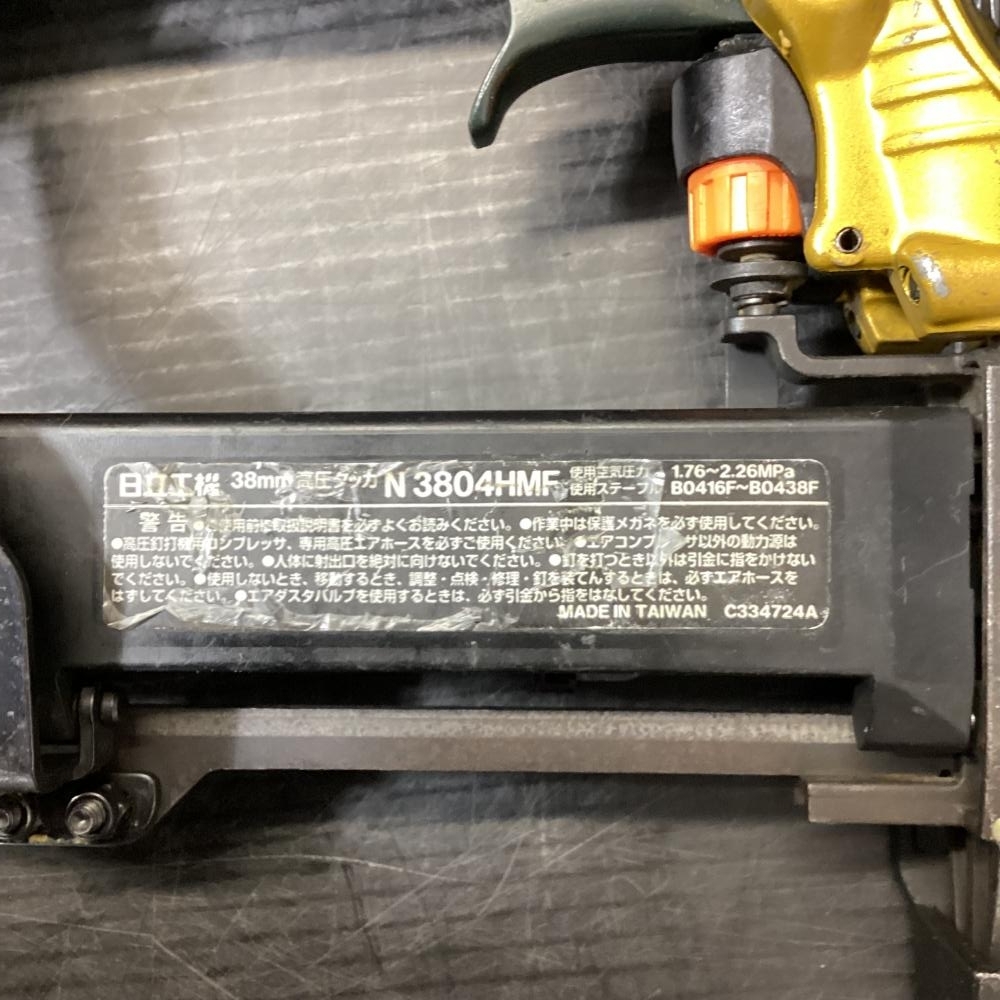 日立工機 38mm 高圧タッカ N 3804HMF 使用空気圧力 1.76～2.26MPa
使用ステープル B0416F～B0438F
警告 ●ご使用前に取扱説明書を必ずよくお読みください。●作業中は保護メガネを必ず使用してください。
●高圧釘打機用コンプレッサ、専用高圧エアホースを必ずご使用ください。●エアコンプレッサ以外の動力源は
使用しないでください。●人体に射出口を絶対に向けないでください。●釘を打つとき以外は引金に指をかけない
でください。●使用しないとき、移動するとき、調整・点検・修理・釘を装てんするときは、必ずエアホースを
はずしてください。●エアダスタバルブを使用するときは、必ず引金から指をはなしてください。
MADE IN TAIWAN C334724A